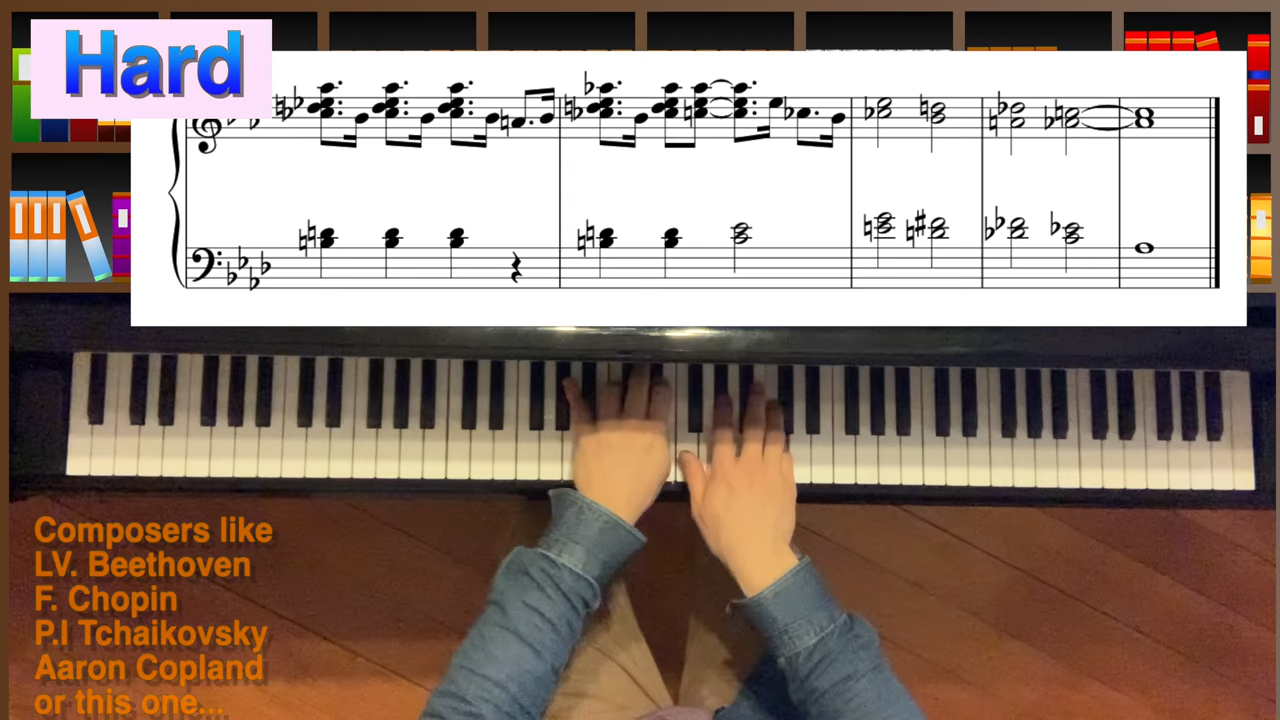 Hard
Composers like
LV. Beethoven
F. Chopin
P.I Tchaikovsky
Aaron Copland
or this one...